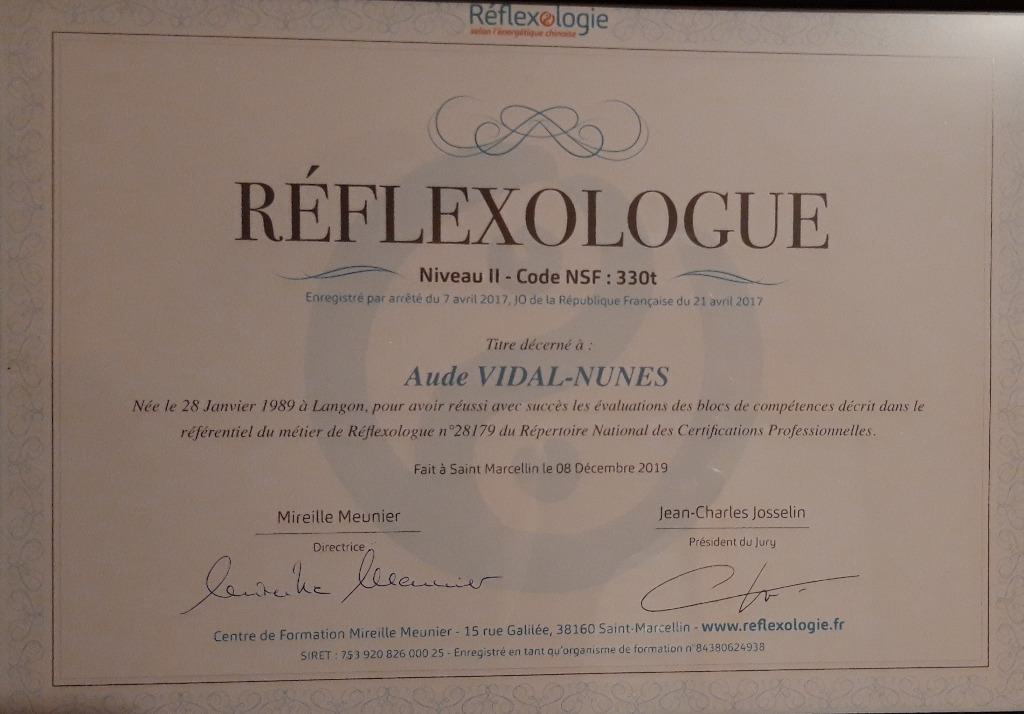 Réflexologie
selon l'énergétique chinoise
RÉFLEXOLOGUE
Niveau II - Code NSF : 330t
Enregistré par arrêté du 7 avril 2017, JO de la République Française du 21 avril 2017
Titre décerné à :
Aude VIDAL-NUNES
Née le 28 Janvier 1989 à Langon, pour avoir réussi avec succès les évaluations des blocs de compétences décrit dans le
référentiel du métier de Réflexologue n°28179 du Répertoire National des Certifications Professionnelles.
Fait à Saint Marcellin le 08 Décembre 2019
Mireille Meunier
Directrice
Jean-Charles Josselin
Président du Jury
Centre de Formation Mireille Meunier - 15 rue Galilée, 38160 Saint-Marcellin - www.reflexologie.fr
SIRET : 753 920 826 000 25 - Enregistré en tant qu'organisme de formation n°84380624938